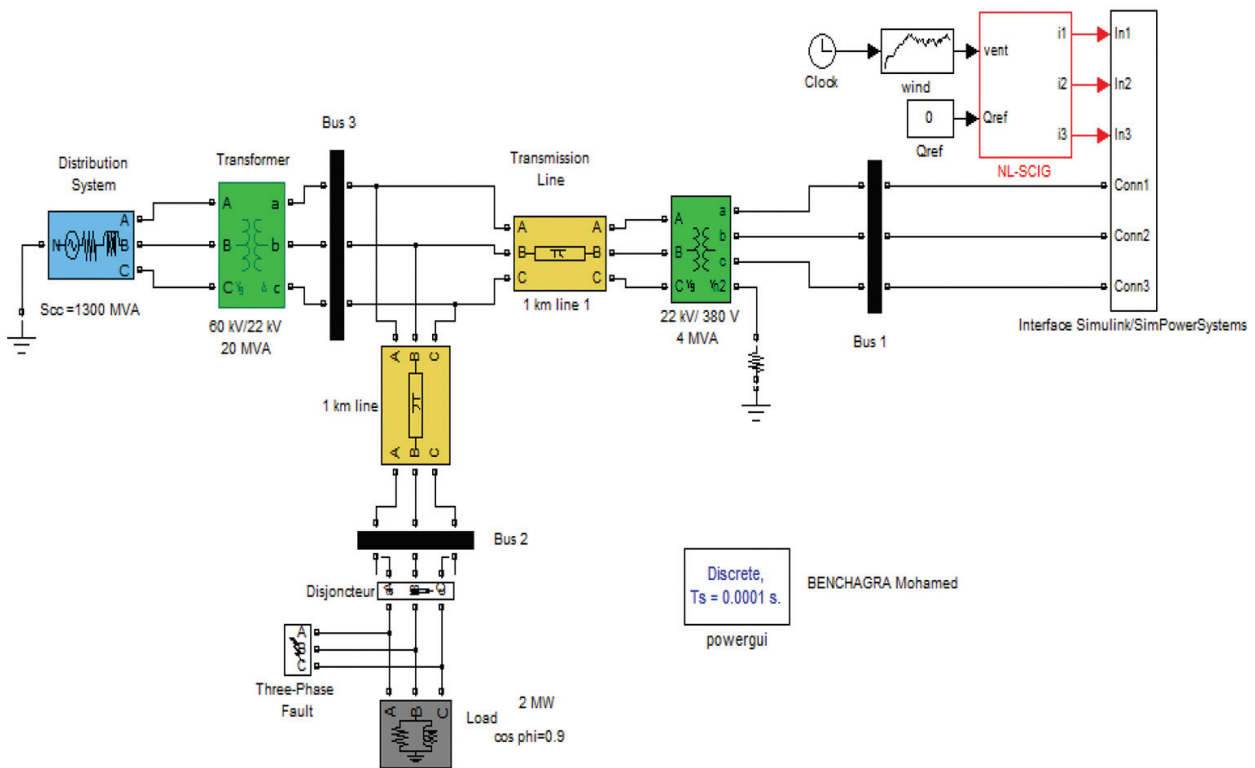 Clock
wind
0
Qref
vent
Qref
i1
i2
i3
NL-SCIG
In1
In2
In3
Conn1
Conn2
Conn3
Interface Simulink/SimPowerSystems
Distribution
System
N
A
B
C
Scc =1300 MVA
Transformer
A
B
C
Yg
Δ
a
b
c
60 kV/22 kV
20 MVA
Bus 3
Transmission
Line
A
B
C
A
B
C
1 km line 1
A
B
C
Yg
Yn2
a
b
c
22 kV/ 380 V
4 MVA
Bus 1
A
B
C
1 km line
A
B
C
Bus 2
Disjoncteur
A
B
C
Three-Phase
Fault
A
B
C
Load
2 MW
cos phi=0.9
Discrete,
Ts = 0.0001 s.
powergui
BENCHAGRA Mohamed